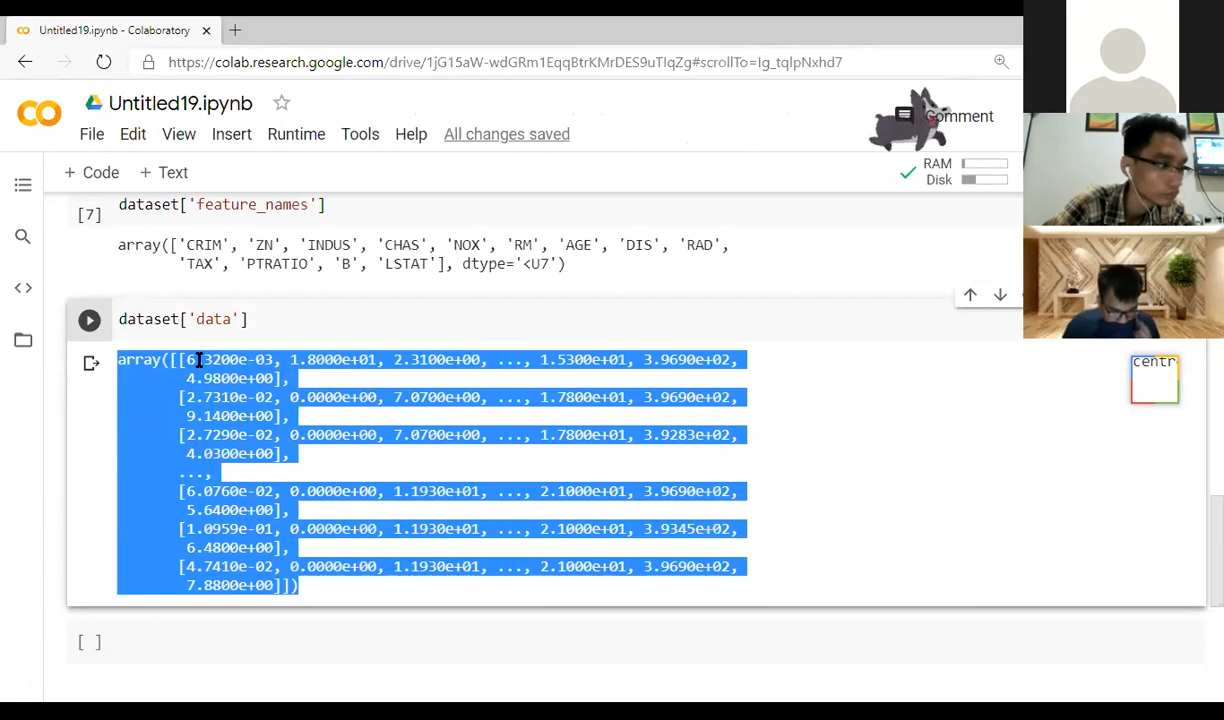 Untitled19.ipynb - Colaboratory
https://colab.research.google.com/drive/1jG15aW-wdGRm1EqqBtrKMrDES9uTIqZg#scrollTo=Ig_tqlpNxhd7
Untitled19.ipynb
Comment
File Edit View Insert Runtime Tools Help All changes saved
+ Code + Text
RAM
Disk
dataset['feature_names']
[7]
array(['CRIM', 'ZN', 'INDUS', 'CHAS', 'NOX', 'RM', 'AGE', 'DIS', 'RAD',
'TAX', 'PTRATIO', 'B', 'LSTAT'], dtype='<U7')
dataset['data']
array([[6.3200e-03, 1.8000e+01, 2.3100e+00, ..., 1.5300e+01, 3.9690e+02,
4.9800e+00],
[2.7310e-02, 0.0000e+00, 7.0700e+00, ..., 1.7800e+01, 3.9690e+02,
9.1400e+00],
[2.7290e-02, 0.0000e+00, 7.0700e+00, ..., 1.7800e+01, 3.9283e+02,
4.0300e+00],
...,
[6.0760e-02, 0.0000e+00, 1.1930e+01, ..., 2.1000e+01, 3.9690e+02,
5.6400e+00],
[1.0959e-01, 0.0000e+00, 1.1930e+01, ..., 2.1000e+01, 3.9345e+02,
6.4800e+00],
[4.7410e-02, 0.0000e+00, 1.1930e+01, ..., 2.1000e+01, 3.9690e+02,
7.8800e+00]])
centr
[ ]